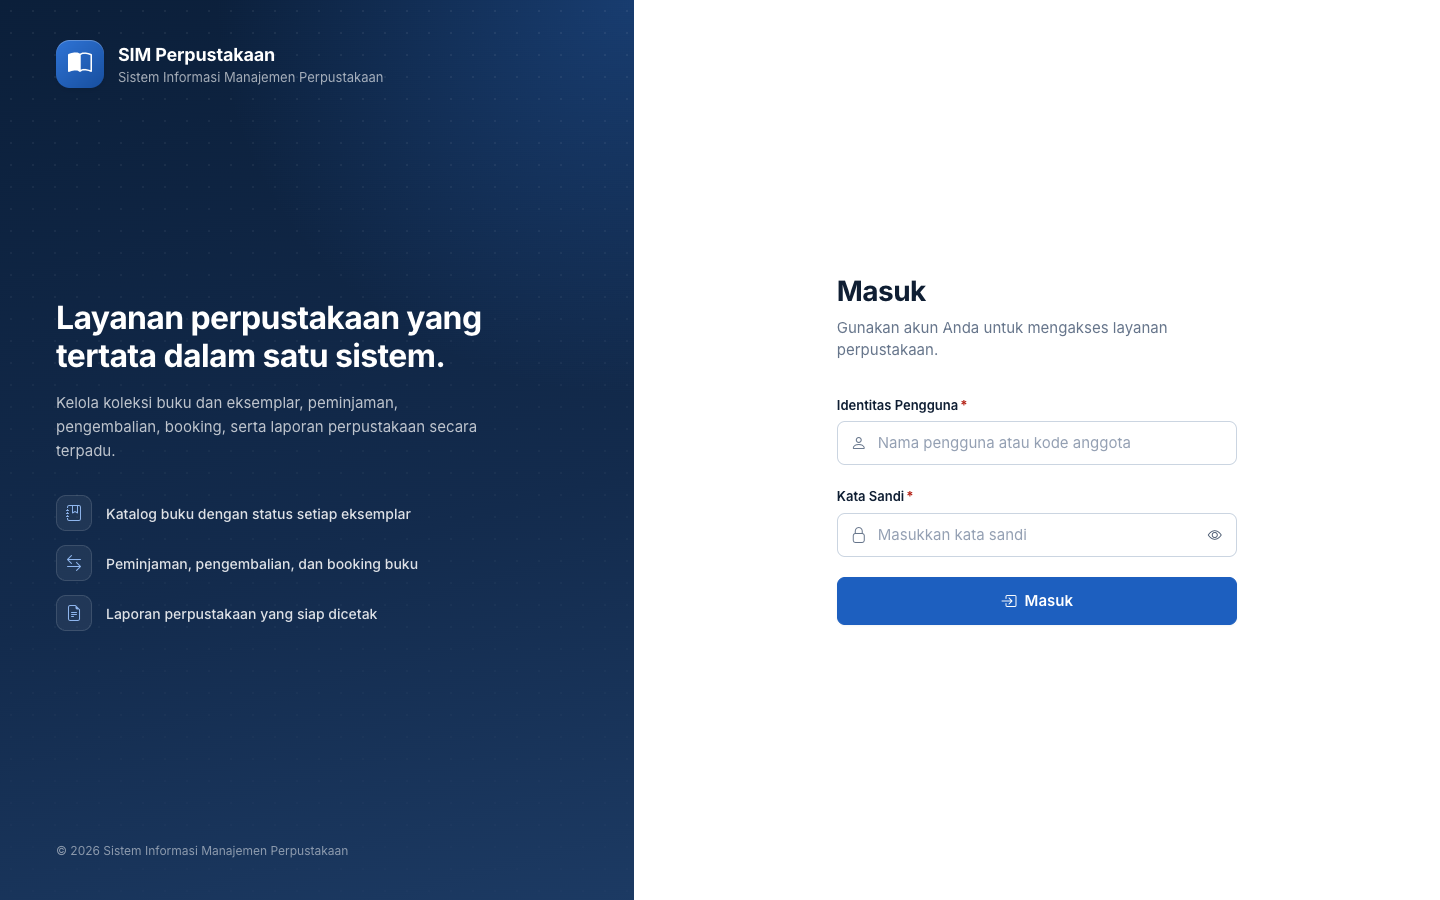 SIM Perpustakaan
Sistem Informasi Manajemen Perpustakaan
Layanan perpustakaan yang
tertata dalam satu sistem.
Kelola koleksi buku dan eksemplar, peminjaman,
pengembalian, booking, serta laporan perpustakaan secara
terpadu.
Katalog buku dengan status setiap eksemplar
Peminjaman, pengembalian, dan booking buku
Laporan perpustakaan yang siap dicetak
© 2026 Sistem Informasi Manajemen Perpustakaan
Masuk
Gunakan akun Anda untuk mengakses layanan
perpustakaan.
Identitas Pengguna *
Nama pengguna atau kode anggota
Kata Sandi *
Masukkan kata sandi
Masuk